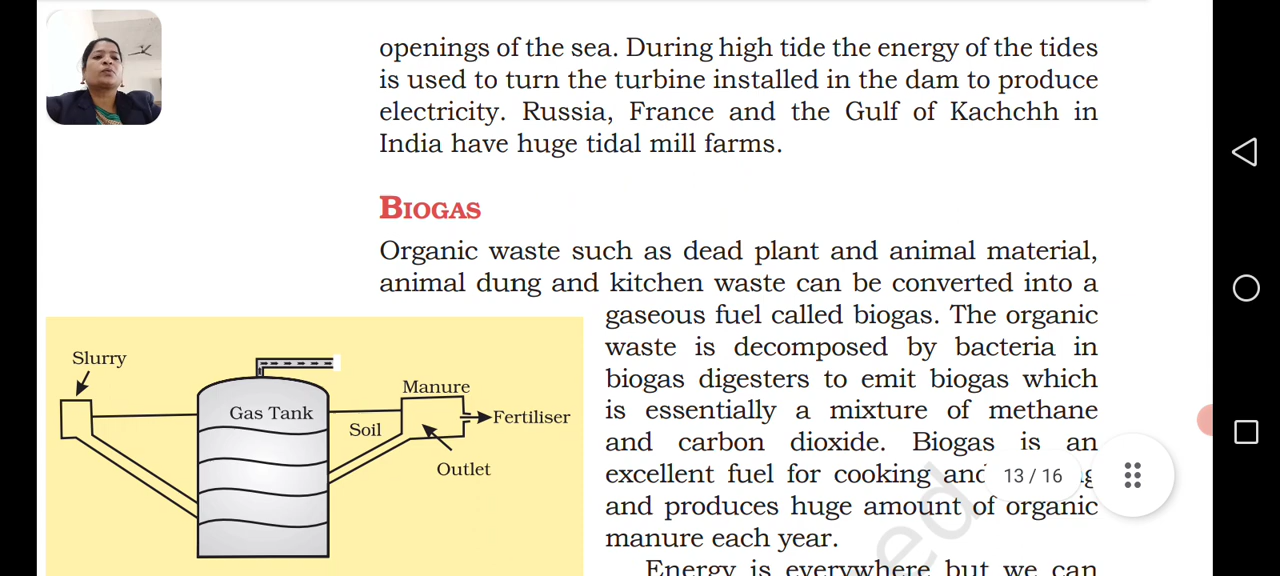 openings of the sea. During high tide the energy of the tides
is used to turn the turbine installed in the dam to produce
electricity. Russia, France and the Gulf of Kachchh in
India have huge tidal mill farms.
BIOGAS
Organic waste such as dead plant and animal material,
animal dung and kitchen waste can be converted into a
gaseous fuel called biogas. The organic
waste is decomposed by bacteria in
biogas digesters to emit biogas which
is essentially a mixture of methane
and carbon dioxide. Biogas is an
excellent fuel for cooking and
and produces huge amount of organic
manure each year.
Energy is everywhere but we can
Slurry
Gas Tank
Soil
Manure
Fertiliser
Outlet
13 / 16
ed